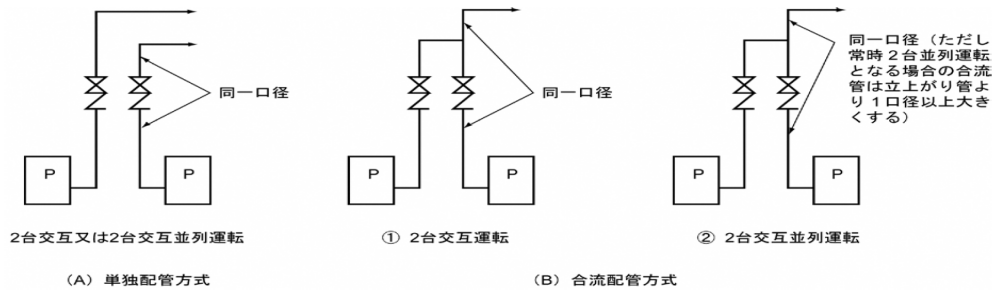 同一口径
P
P
2台交互又は2台交互並列運転
(A) 単独配管方式
同一口径
P
P
① 2台交互運転
同一口径(ただし
常時2台並列運転
となる場合の合流
管は立上がり管よ
り1口径以上大き
くする)
P
P
② 2台交互並列運転
(B) 合流配管方式